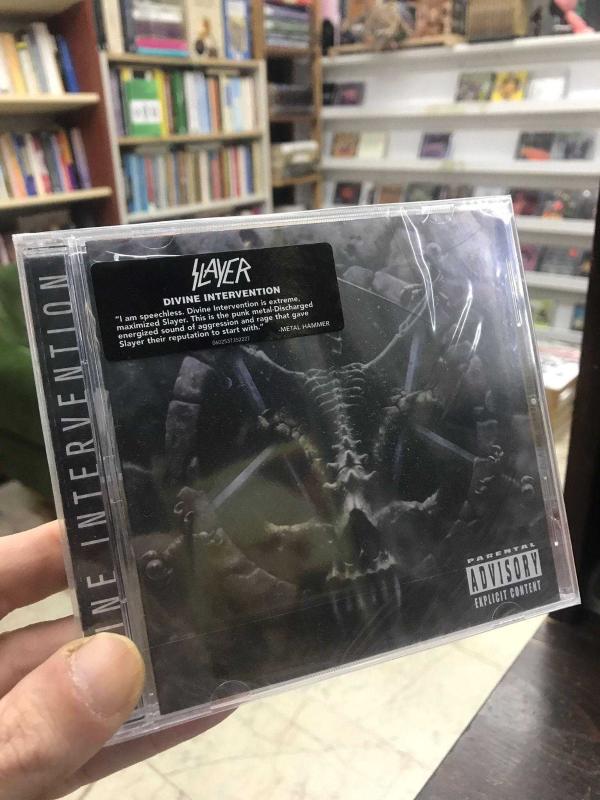 SLAYER
DIVINE INTERVENTION
"I am speechless. Divine Intervention is extreme,
maximized Slayer. This is the punk metal-Discharged
energized sound of aggression and rage that gave
Slayer their reputation to start with."
-METAL HAMMER
INE INTERVENTION
PARENTAL
ADVISORY
EXPLICIT CONTENT